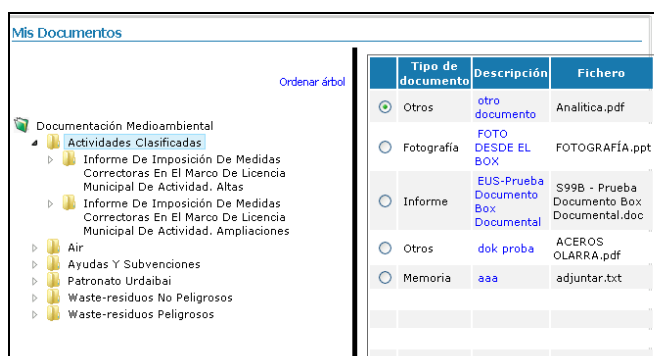 Mis Documentos
Ordenar árbol
Documentación Medioambiental
Actividades Clasificadas
Informe De Imposición De Medidas
Correctoras En El Marco De Licencia
Municipal De Actividad. Altas
Informe De Imposición De Medidas
Correctoras En El Marco De Licencia
Municipal De Actividad. Ampliaciones
Air
Ayudas Y Subvenciones
Patronato Urdaibai
Waste-residuos No Peligrosos
Waste-residuos Peligrosos
Tipo de
documento
Descripción
Fichero
Otros
otro
documento
Analitica.pdf
Fotografía
FOTO
DESDE EL
BOX
FOTOGRAFÍA.ppt
Informe
EUS-Prueba
Documento
Box
Documental
S99B - Prueba
Documento Box
Documental.doc
Otros
dok proba
ACEROS
OLARRA.pdf
Memoria
aaa
adjuntar.txt